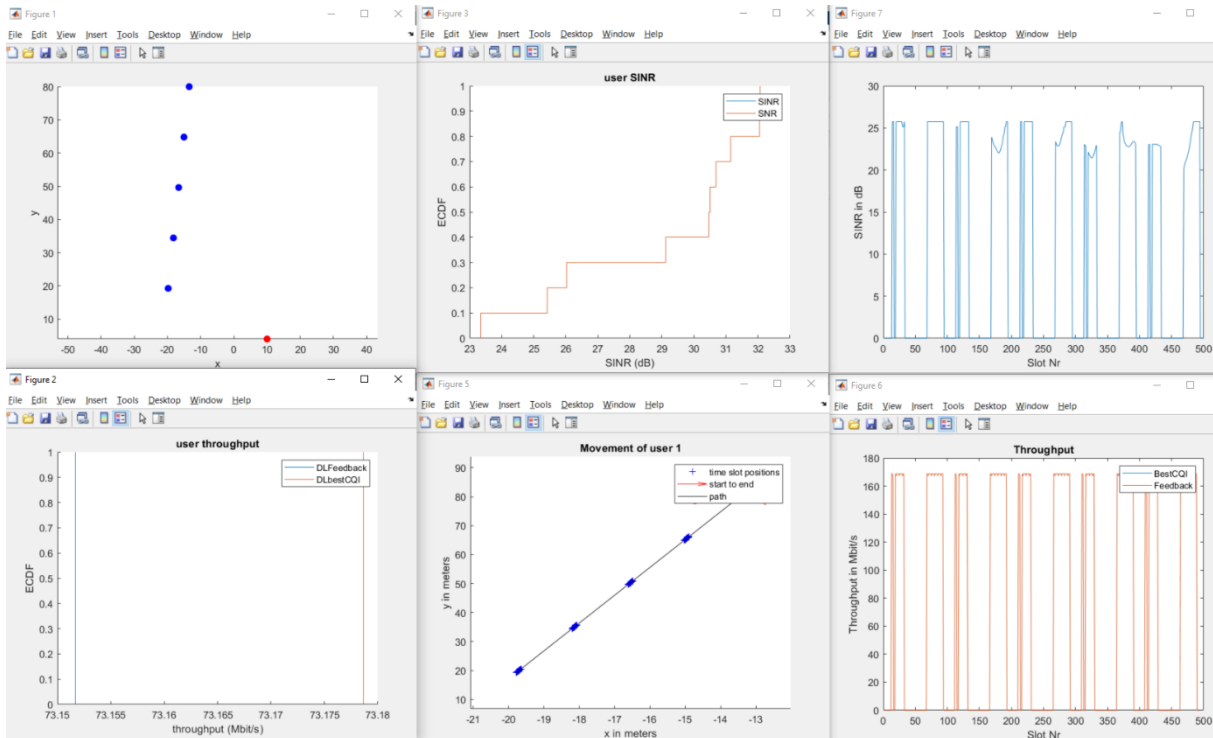 Figure 1
File Edit View Insert Tools Desktop Window Help
80
70
60
50
40
30
20
10
y
-50 -40 -30 -20 -10 0 10 20 30 40
x
Figure 3
File Edit View Insert Tools Desktop Window Help
user SINR
SINR
SNR
1
0.9
0.8
0.7
0.6
0.5
0.4
0.3
0.2
0.1
0
ECDF
23 24 25 26 27 28 29 30 31 32 33
SINR (dB)
Figure 7
File Edit View Insert Tools Desktop Window Help
30
25
20
15
10
5
0
SINR in dB
0 50 100 150 200 250 300 350 400 450 500
Slot Nr
Figure 2
File Edit View Insert Tools Desktop Window Help
user throughput
DLFeedback
DLbestCQI
1
0.9
0.8
0.7
0.6
0.5
0.4
0.3
0.2
0.1
0
ECDF
73.15 73.155 73.16 73.165 73.17 73.175 73.18
throughput (Mbit/s)
Figure 5
File Edit View Insert Tools Desktop Window Help
Movement of user 1
time slot positions
start to end
path
90
80
70
60
50
40
30
20
10
y in meters
-21 -20 -19 -18 -17 -16 -15 -14 -13
x in meters
Figure 6
File Edit View Insert Tools Desktop Window Help
Throughput
BestCQI
Feedback
180
160
140
120
100
80
60
40
20
0
Throughput in Mbit/s
0 50 100 150 200 250 300 350 400 450 500
Slot Nr